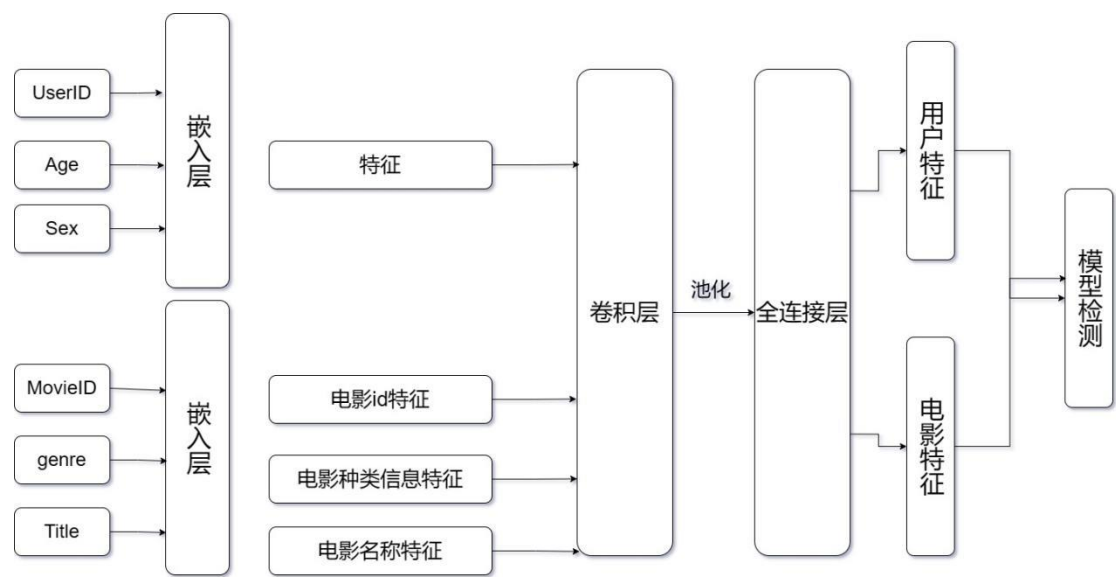 UserID
Age
Sex
嵌入层
特征
MovieID
genre
Title
嵌入层
电影id特征
电影种类信息特征
电影名称特征
卷积层
池化
全连接层
用户特征
电影特征
模型检测